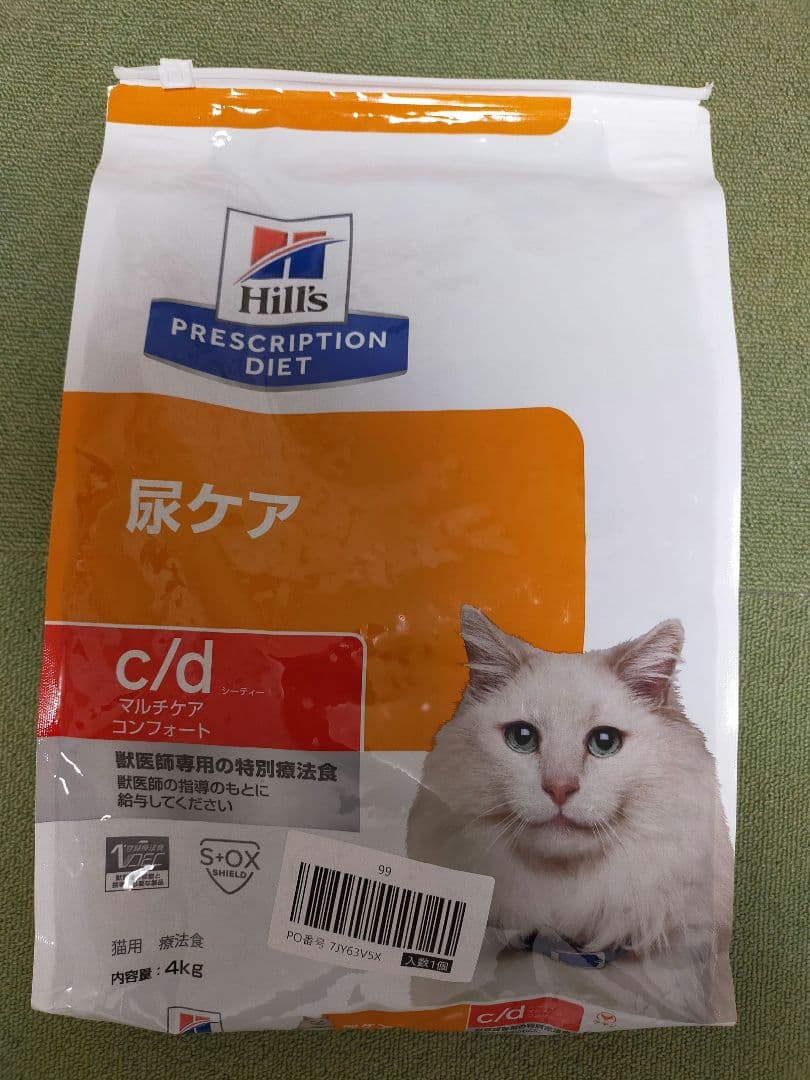 Hill's
PRESCRIPTION
DIET
尿ケア
c/d
シーディー
マルチケア
コンフォート
獣医師専用の特別療法食
獣医師の指導のもとに
給与してください
S+OX
SHIELD
99
PO番号 7JY63V5X
入数1個
猫用 療法食
内容量：4kg
c/d